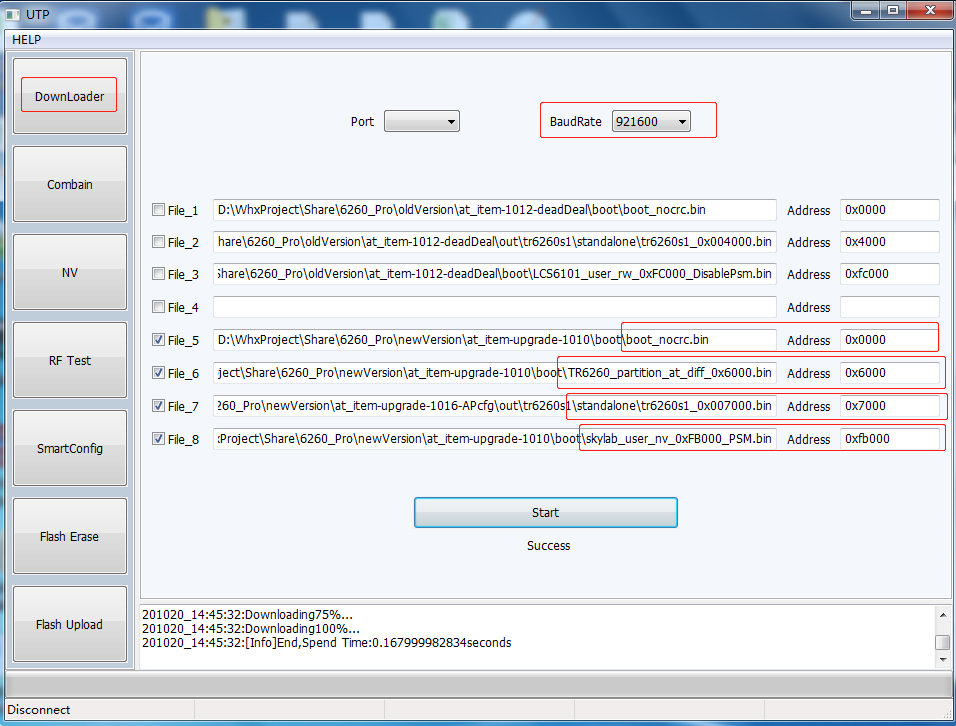 UTP
HELP
DownLoader
Combain
NV
RF Test
SmartConfig
Flash Erase
Flash Upload
Port
BaudRate 921600
File_1 D:\WhxProject\Share\6260_Pro\oldVersion\at_item-1012-deadDeal\boot\boot_nocrc.bin Address 0x0000
File_2 hare\6260_Pro\oldVersion\at_item-1012-deadDeal\out\tr6260s1\standalone\tr6260s1_0x004000.bin Address 0x4000
File_3 Share\6260_Pro\oldVersion\at_item-1012-deadDeal\boot\LCS6101_user_rw_0xFC000_DisablePsm.bin Address 0xfc000
File_4 Address
File_5 D:\WhxProject\Share\6260_Pro\newVersion\at_item-upgrade-1010\boot\boot_nocrc.bin Address 0x0000
File_6 ject\Share\6260_Pro\newVersion\at_item-upgrade-1010\boot\TR6260_partition_at_diff_0x6000.bin Address 0x6000
File_7 260_Pro\newVersion\at_item-upgrade-1016-APcfg\out\tr6260s1\standalone\tr6260s1_0x007000.bin Address 0x7000
File_8 Project\Share\6260_Pro\newVersion\at_item-upgrade-1010\boot\skylab_user_nv_0xFB000_PSM.bin Address 0xfb000
Start
Success
201020_14:45:32:Downloading75%...
201020_14:45:32:Downloading100%...
201020_14:45:32:[Info]End,Spend Time:0.167999982834seconds
Disconnect